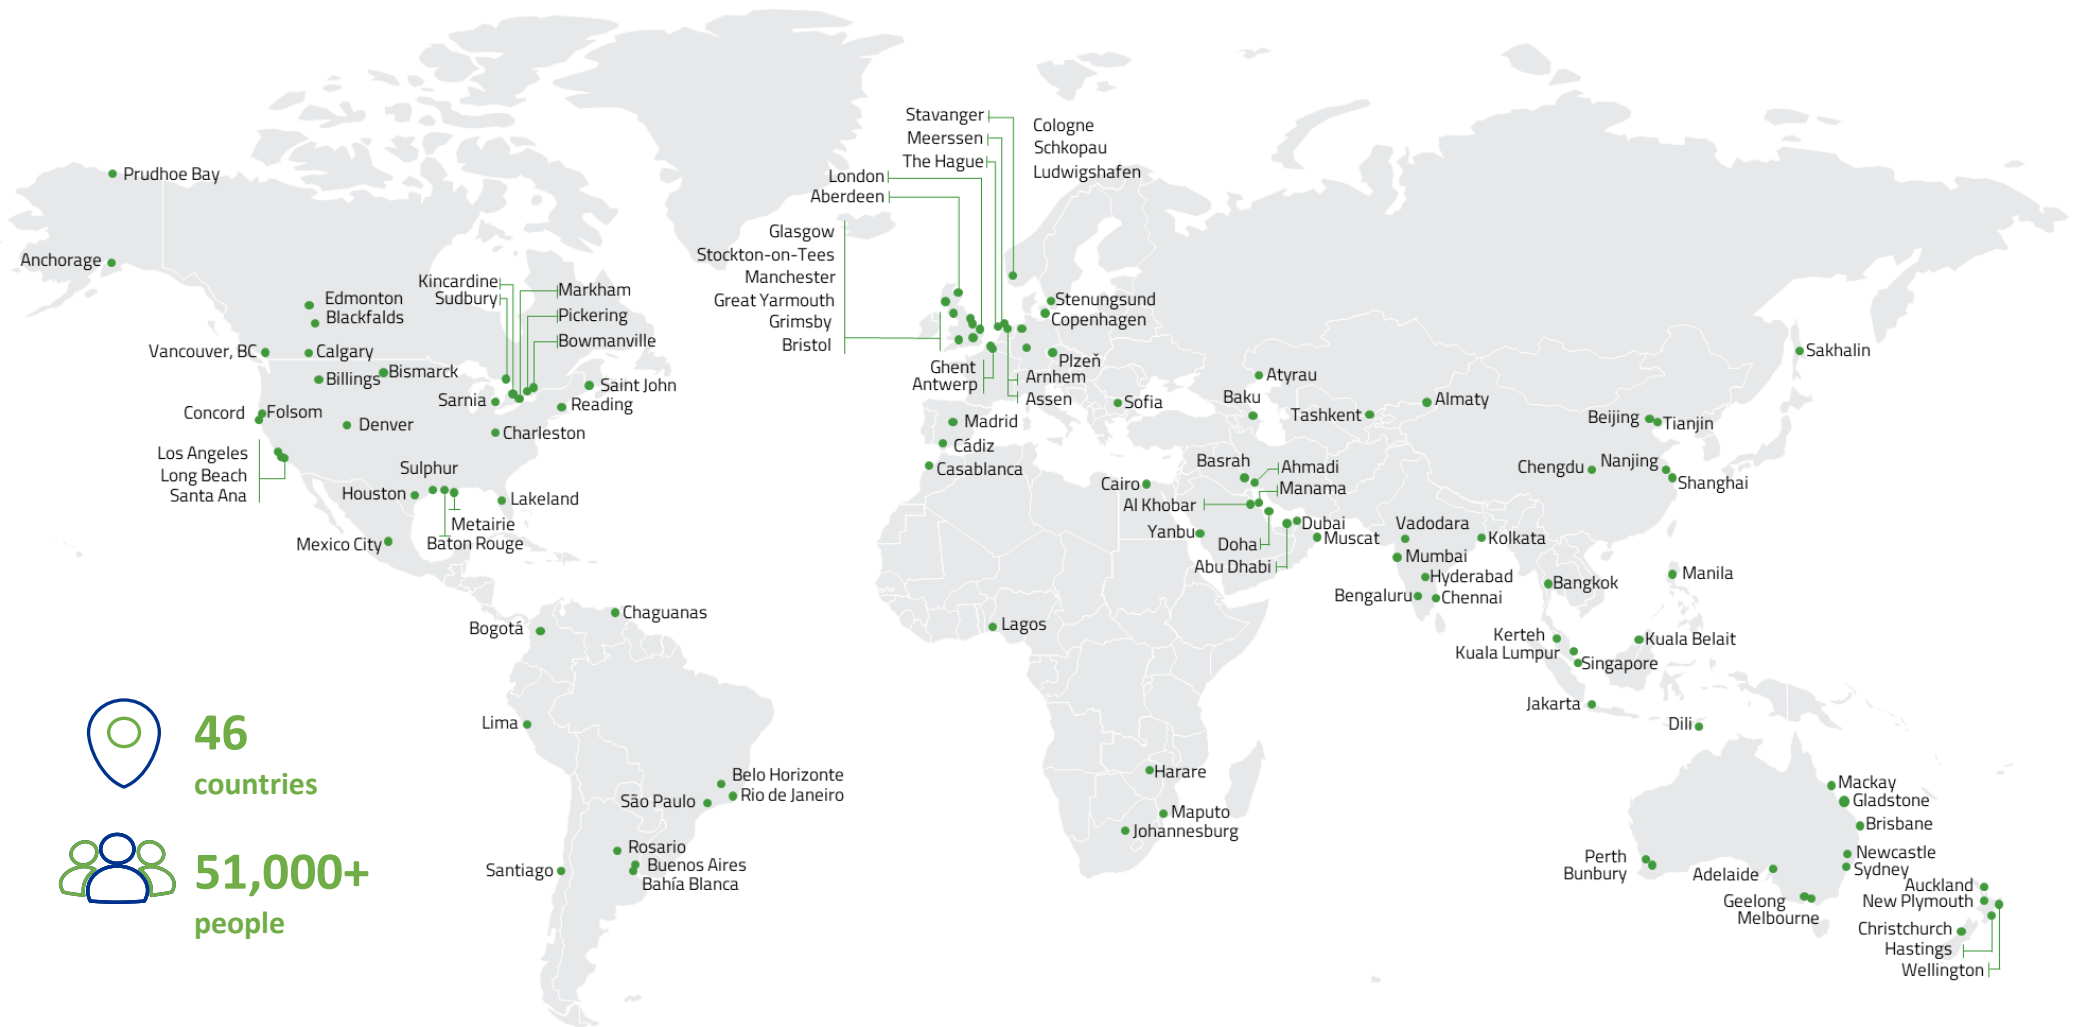 Prudhoe Bay
Anchorage
Edmonton
Blackfalds
Vancouver, BC
Calgary
Billings
Bismarck
Kincardine
Sudbury
Markham
Pickering
Bowmanville
Saint John
Sarnia
Reading
Concord
Folsom
Denver
Charleston
Los Angeles
Long Beach
Santa Ana
Sulphur
Houston
Lakeland
Metairie
Baton Rouge
Mexico City
Chaguanas
Bogotá
Lima
Belo Horizonte
Rio de Janeiro
São Paulo
Rosario
Buenos Aires
Bahía Blanca
Santiago
46
countries
51,000+
people
Stavanger
Meerssen
The Hague
London
Aberdeen
Cologne
Schkopau
Ludwigshafen
Glasgow
Stockton-on-Tees
Manchester
Great Yarmouth
Grimsby
Bristol
Stenungsund
Copenhagen
Ghent
Antwerp
Plzeň
Arnhem
Assen
Sofia
Madrid
Cádiz
Casablanca
Cairo
Lagos
Harare
Maputo
Johannesburg
Atyrau
Baku
Tashkent
Almaty
Basrah
Ahmadi
Manama
Al Khobar
Yanbu
Doha
Dubai
Abu Dhabi
Muscat
Vadodara
Kolkata
Mumbai
Hyderabad
Bengaluru
Chennai
Bangkok
Manila
Sakhalin
Beijing
Tianjin
Chengdu
Nanjing
Shanghai
Kerteh
Kuala Lumpur
Kuala Belait
Singapore
Jakarta
Dili
Mackay
Gladstone
Brisbane
Newcastle
Sydney
Perth
Bunbury
Adelaide
Geelong
Melbourne
Auckland
New Plymouth
Christchurch
Hastings
Wellington